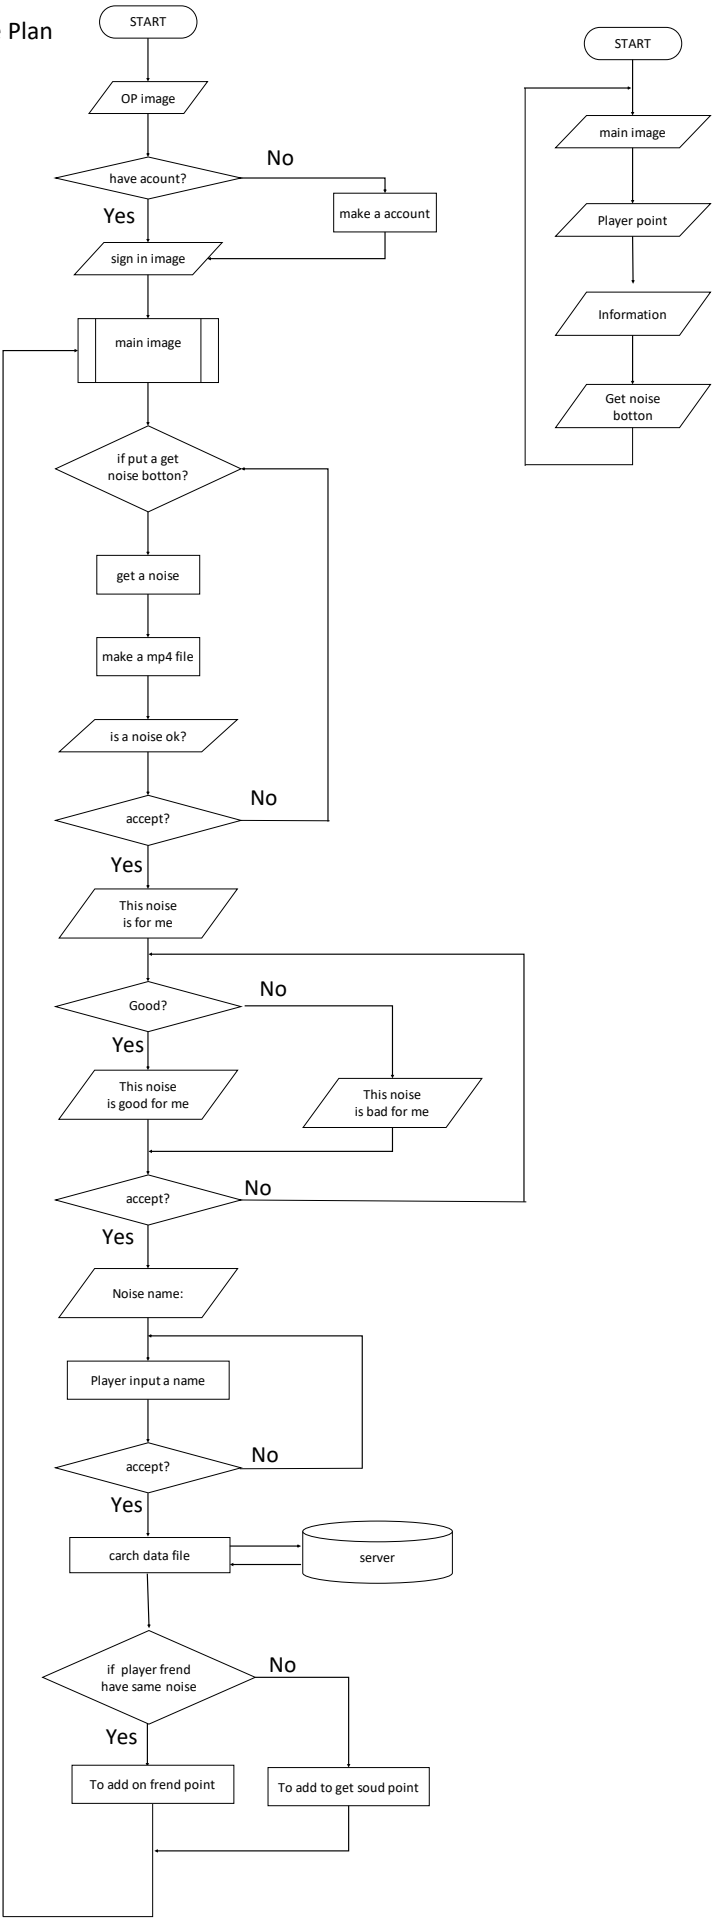 Plan
START
OP image
have acount?
No
Yes
make a account
sign in image
main image
if put a get
noise botton?
get a noise
make a mp4 file
is a noise ok?
accept?
No
Yes
This noise
is for me
Good?
No
Yes
This noise
is good for me
This noise
is bad for me
accept?
No
Yes
Noise name:
Player input a name
accept?
No
Yes
carch data file
server
if player frend
have same noise
No
Yes
To add on frend point
To add to get soud point
START
main image
Player point
Information
Get noise
botton